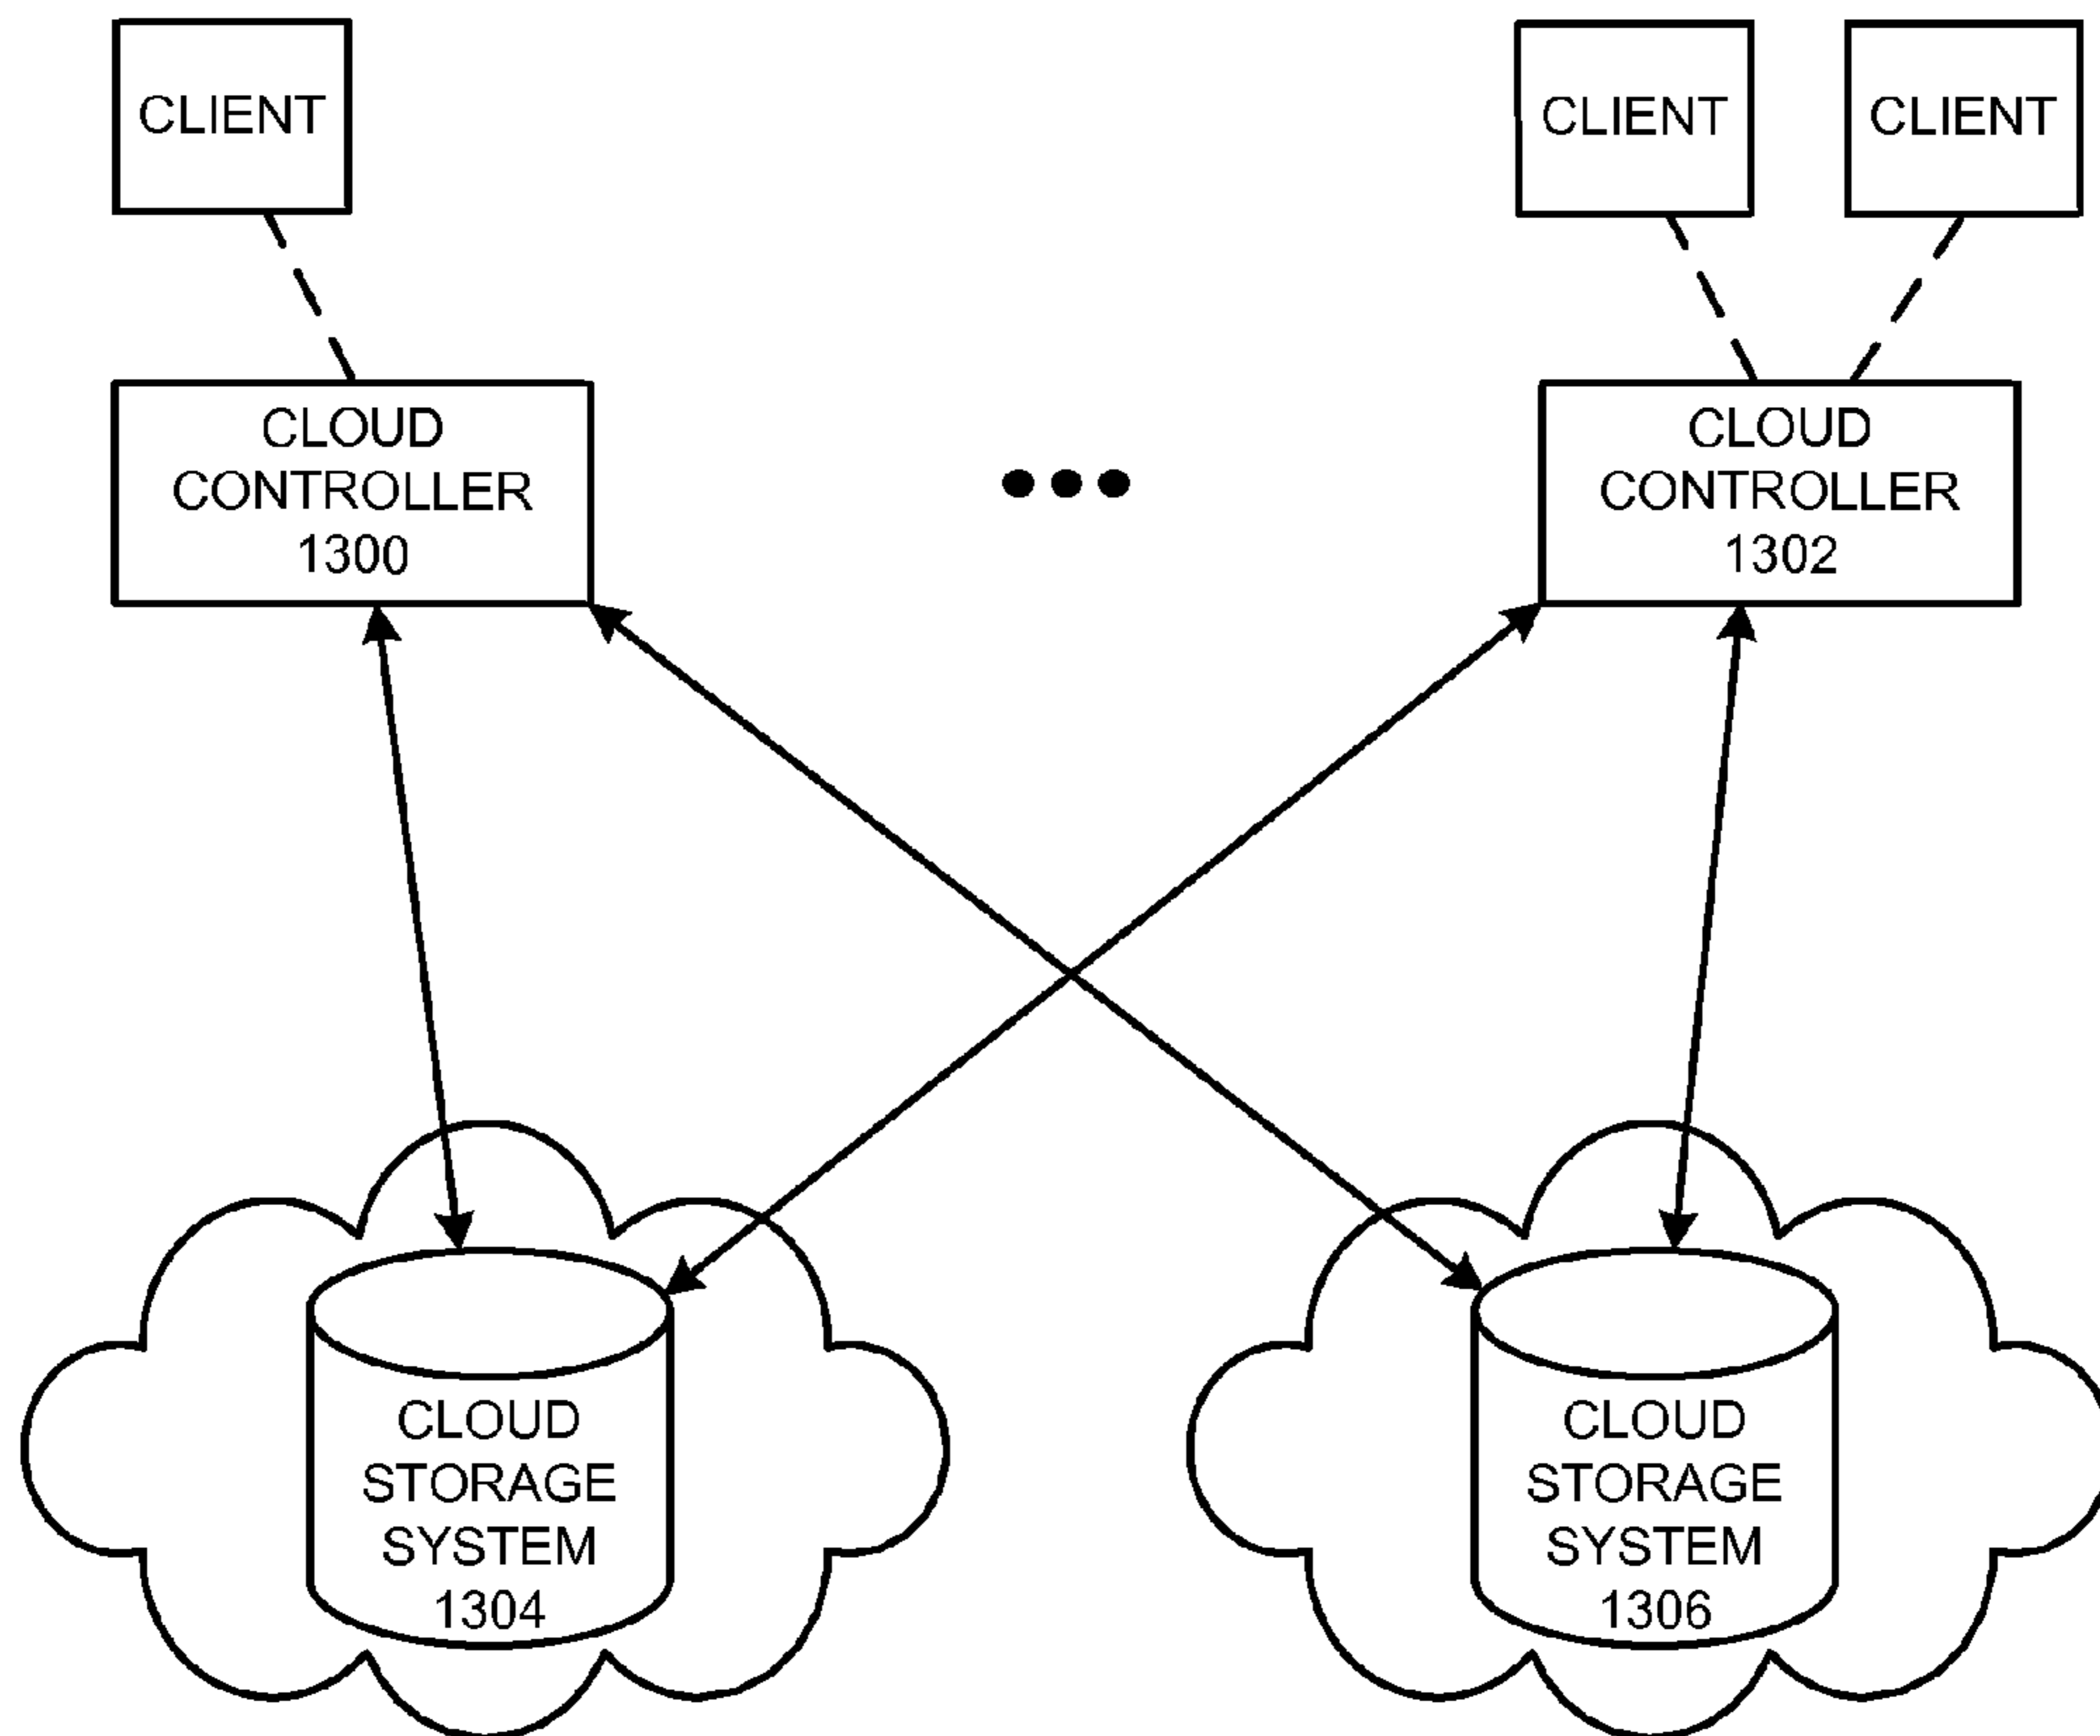 CLIENT
CLIENT
CLIENT
CLOUD
CONTROLLER
1300
CLOUD
CONTROLLER
1302
CLOUD
STORAGE
SYSTEM
1304
CLOUD
STORAGE
SYSTEM
1306